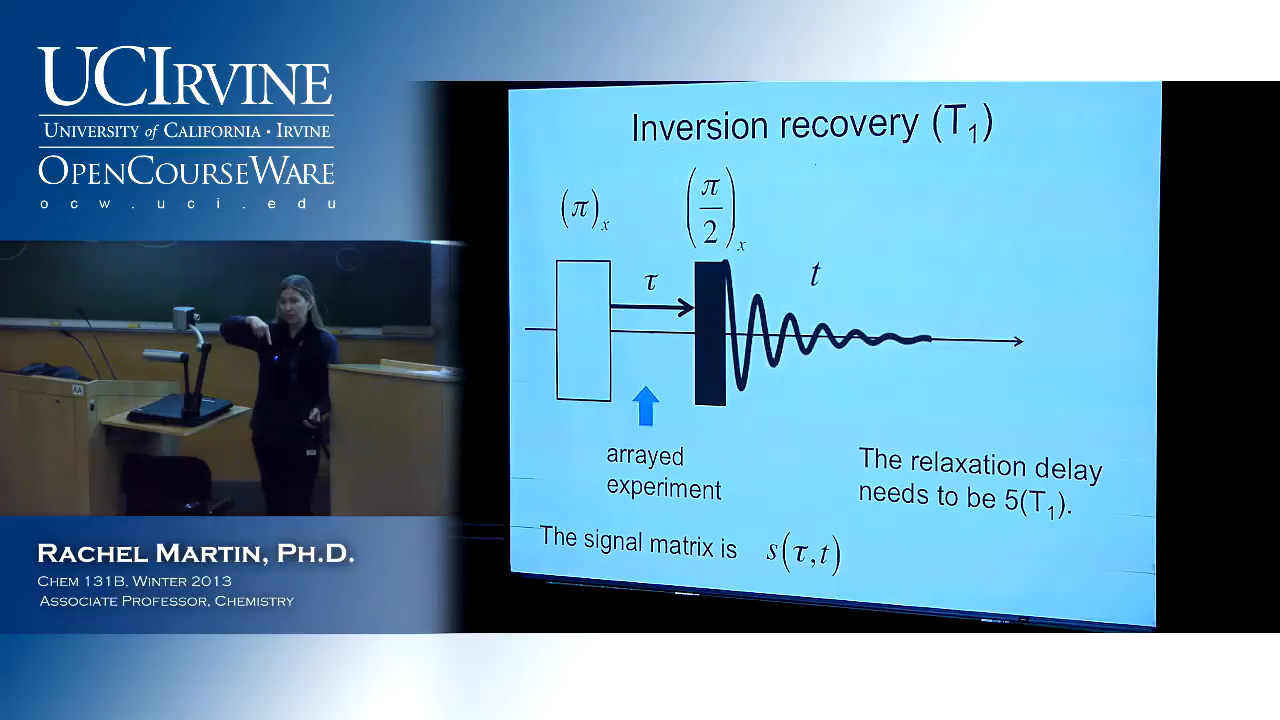 UCIRVINE
UNIVERSITY of CALIFORNIA • IRVINE
OPENCOURSEWARE
ocw.uci.edu
Inversion recovery (T₁)
(π)ₓ
(π/2)ₓ
τ
t
arrayed
experiment
The relaxation delay
needs to be 5(T₁).
The signal matrix is s(τ,t)
AA
RACHEL MARTIN, PH.D.
CHEM 131B, WINTER 2013
ASSOCIATE PROFESSOR, CHEMISTRY